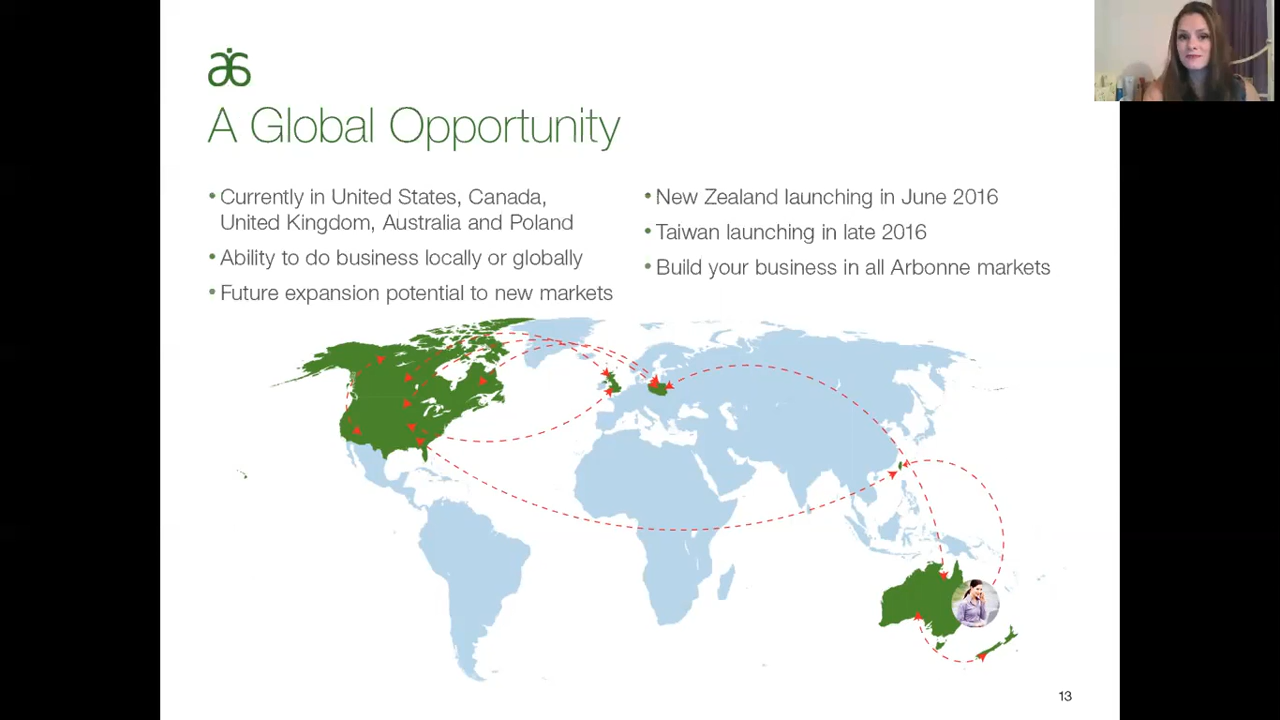 A Global Opportunity
• Currently in United States, Canada,
United Kingdom, Australia and Poland
• Ability to do business locally or globally
• Future expansion potential to new markets
• New Zealand launching in June 2016
• Taiwan launching in late 2016
• Build your business in all Arbonne markets
13